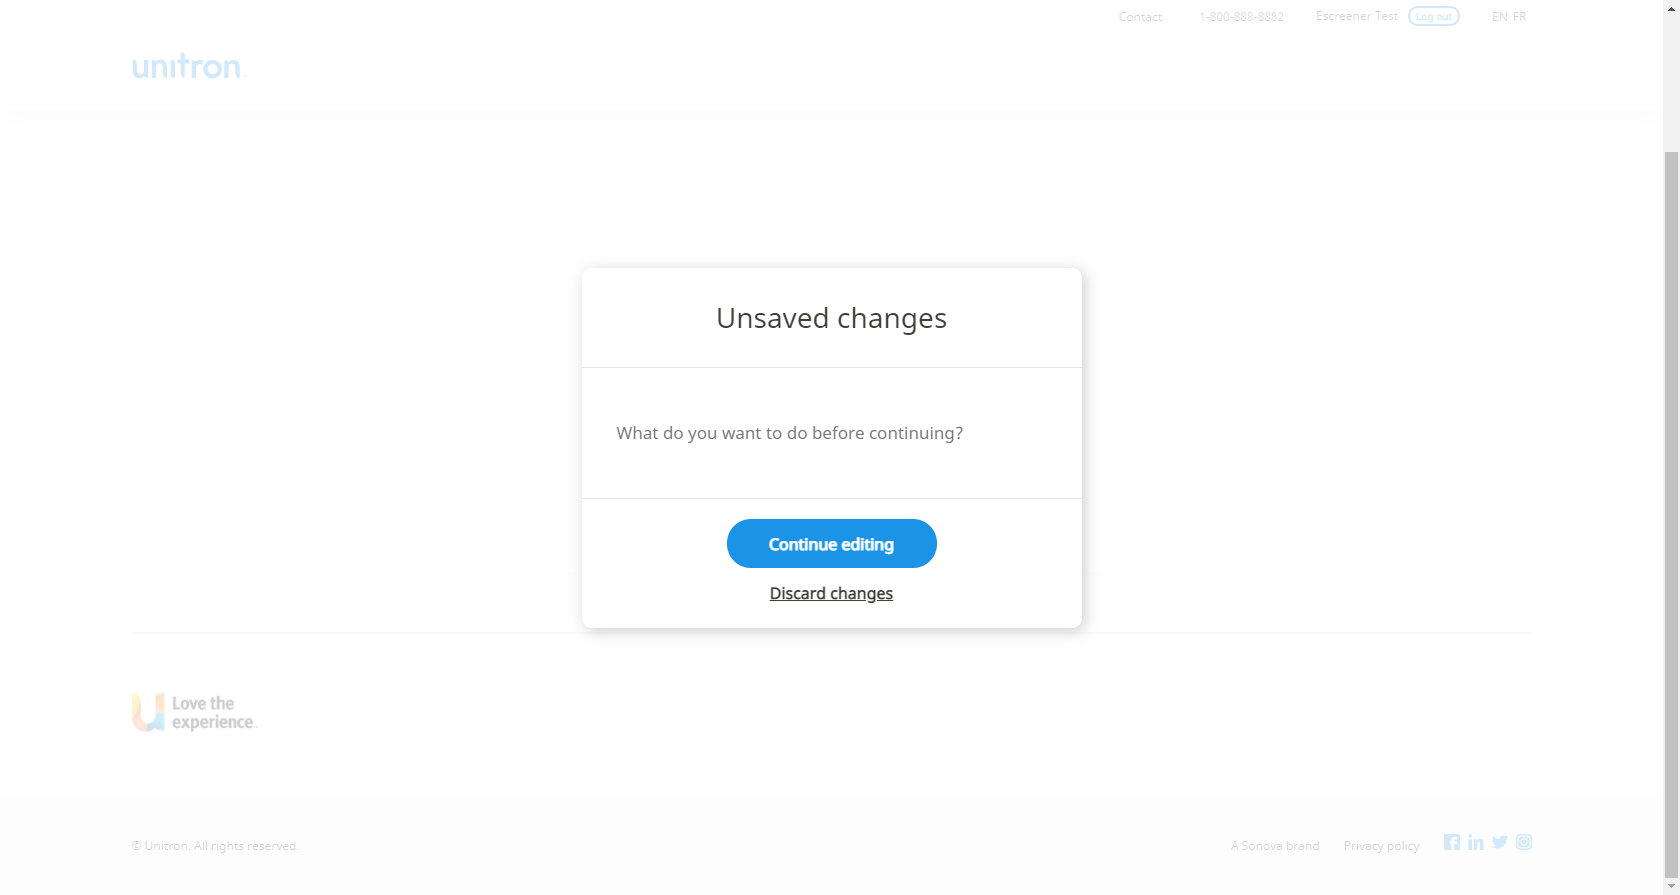 Contact 1-800-888-8882 Escreener Test Log out EN FR
unitron
Unsaved changes
What do you want to do before continuing?
Continue editing
Discard changes
Love the
experience™
© Unitron. All rights reserved. A Sonova brand Privacy policy